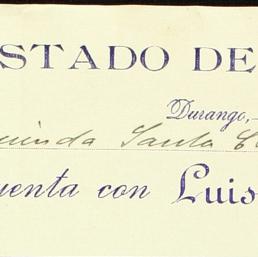 STADO DE
Durango,
Santa
uenta con Luis